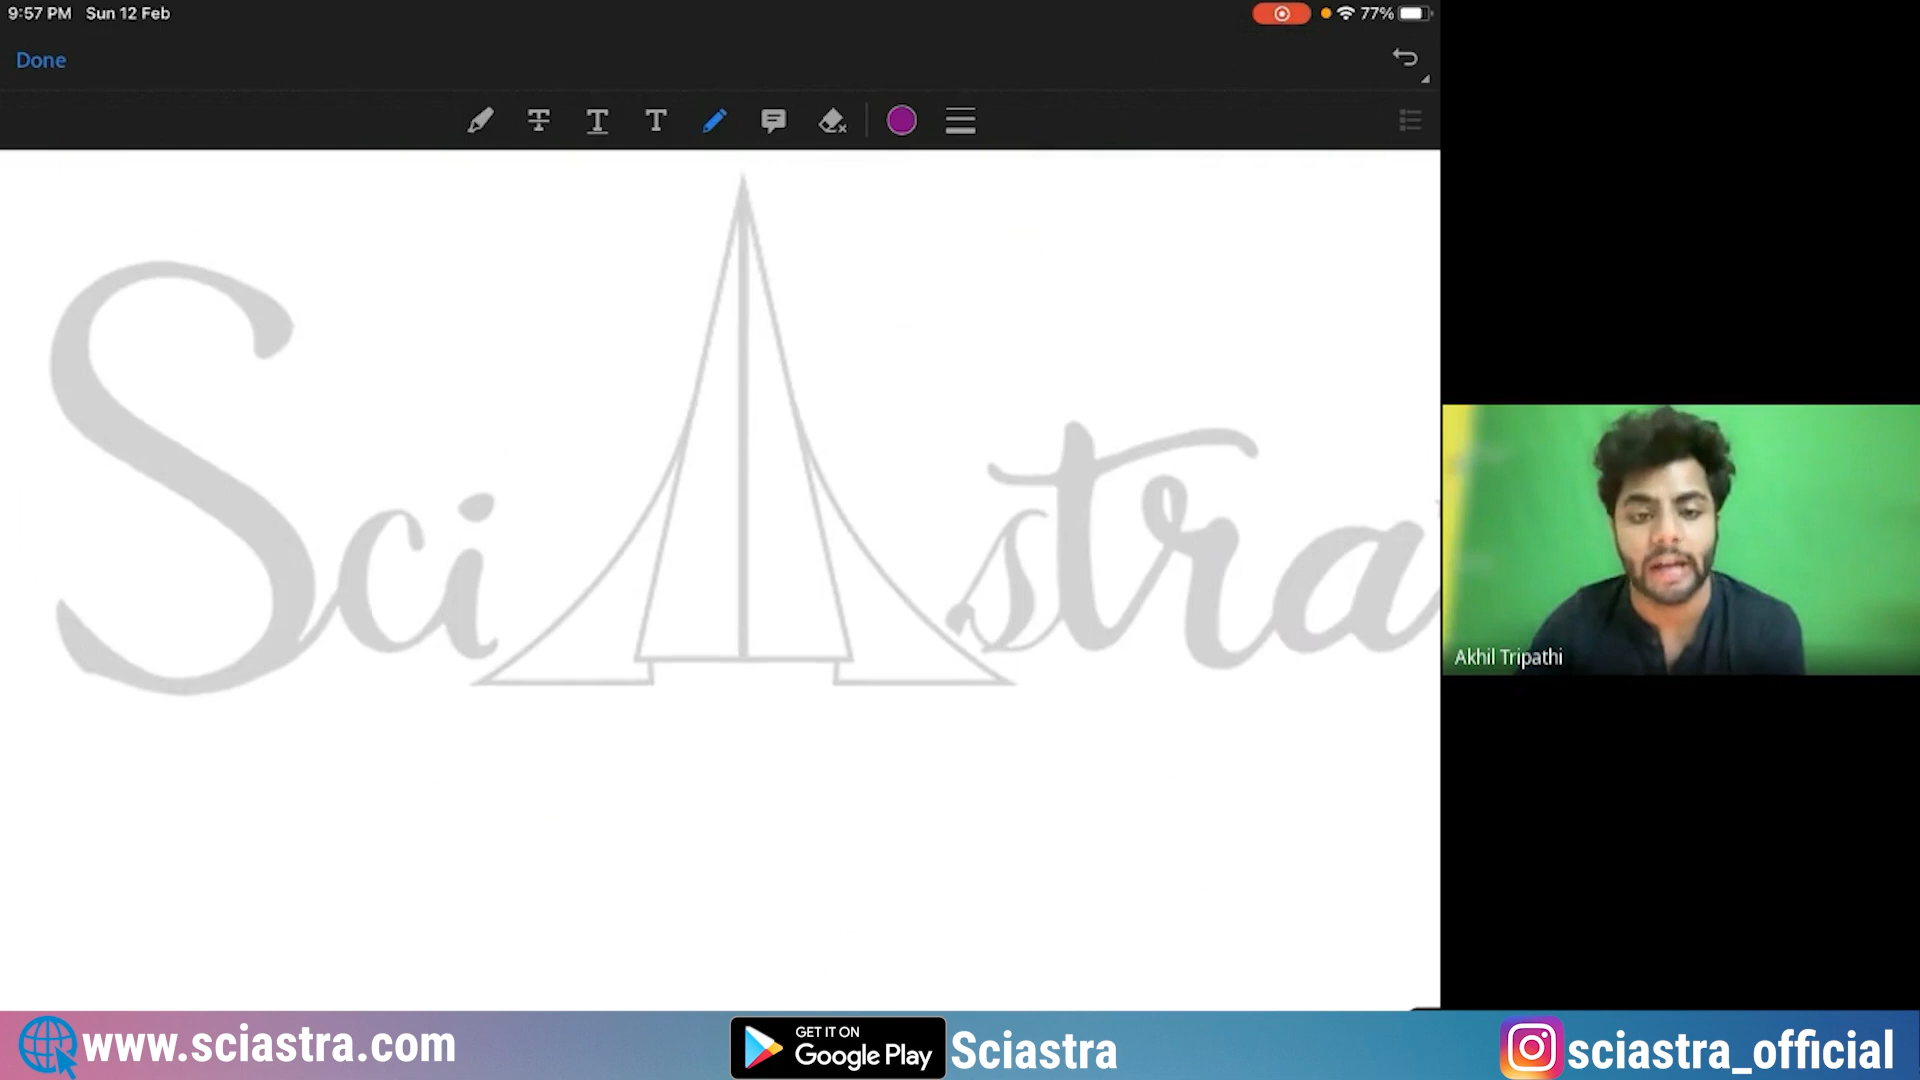 9:57 PM Sun 12 Feb
77%
Done
SciAstra
Akhil Tripathi
www.sciastra.com
GET IT ON
Google Play
Sciastra
sciastra_official